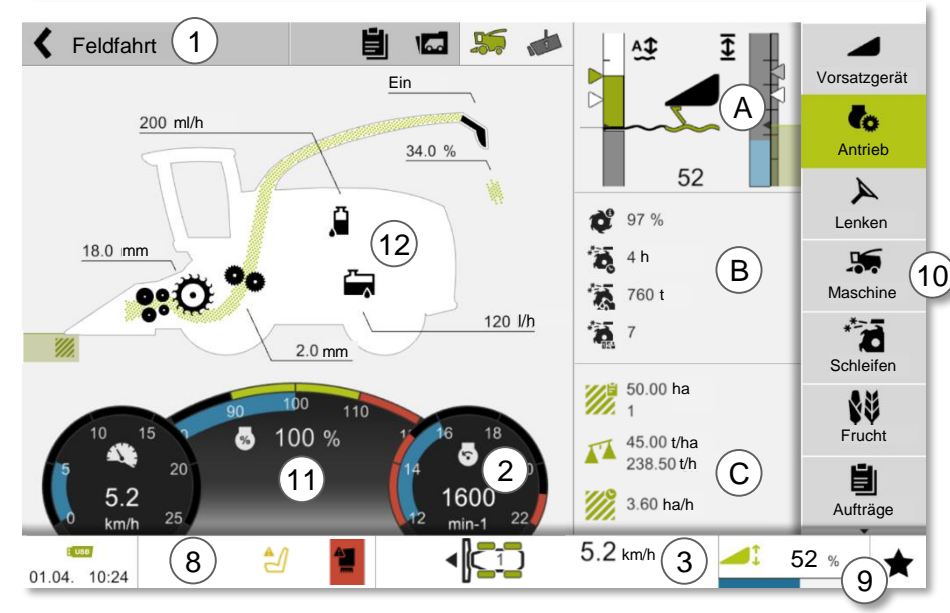 Feldfahrt
1
A
Vorsatzgerät
Ein
200 ml/h
A
Antrieb
34.0 %
52
97 %
Lenken
12
18.0 mm
4 h
B
10
760 t
Maschine
120 l/h
7
2.0 mm
Schleifen
50.00 ha
1
90 100 110
10 15
16 18
Frucht
% 100 %
45.00 t/ha
238.50 t/h
5 20
14
2
C
11
5.2
1600
3.60 ha/h
Aufträge
0 km/h 25
12 min-1 22
USB
8
1
5.2 km/h
3
52 %
01.04. 10:24
9